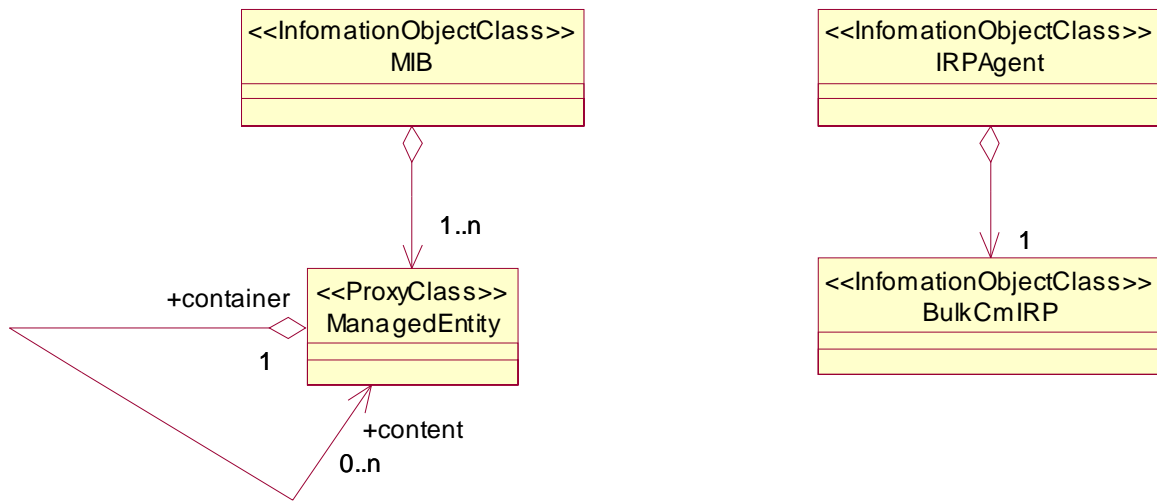 <<InfomationObjectClass>>
MIB
<<InfomationObjectClass>>
IRPAgent
1..n
1
+container
1
<<ProxyClass>>
ManagedEntity
<<InfomationObjectClass>>
BulkCmIRP
+content
0..n